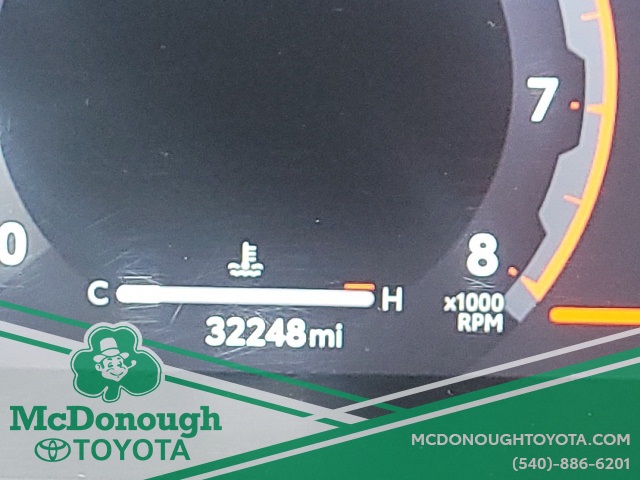 7
0
8
C
H
x1000
RPM
32248mi
McDonough
TOYOTA
MCDONOUGHTOYOTA.COM
(540)-886-6201